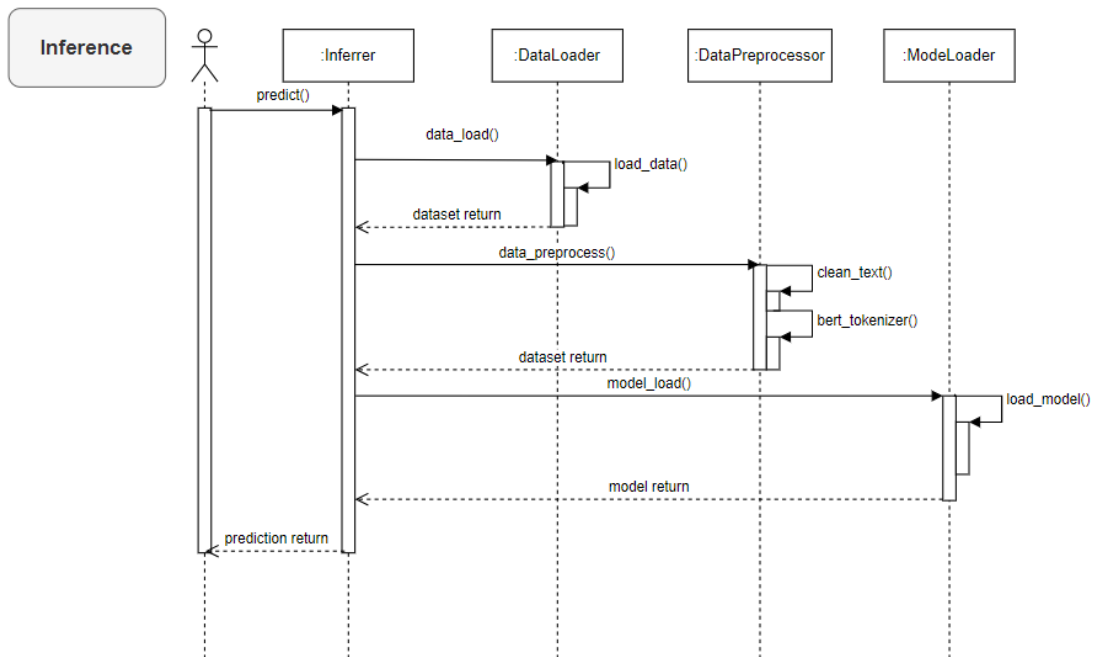 Inference
:Inferrer
:DataLoader
:DataPreprocessor
:ModeLoader
predict()
data_load()
load_data()
dataset return
data_preprocess()
clean_text()
bert_tokenizer()
dataset return
model_load()
load_model()
model return
prediction return